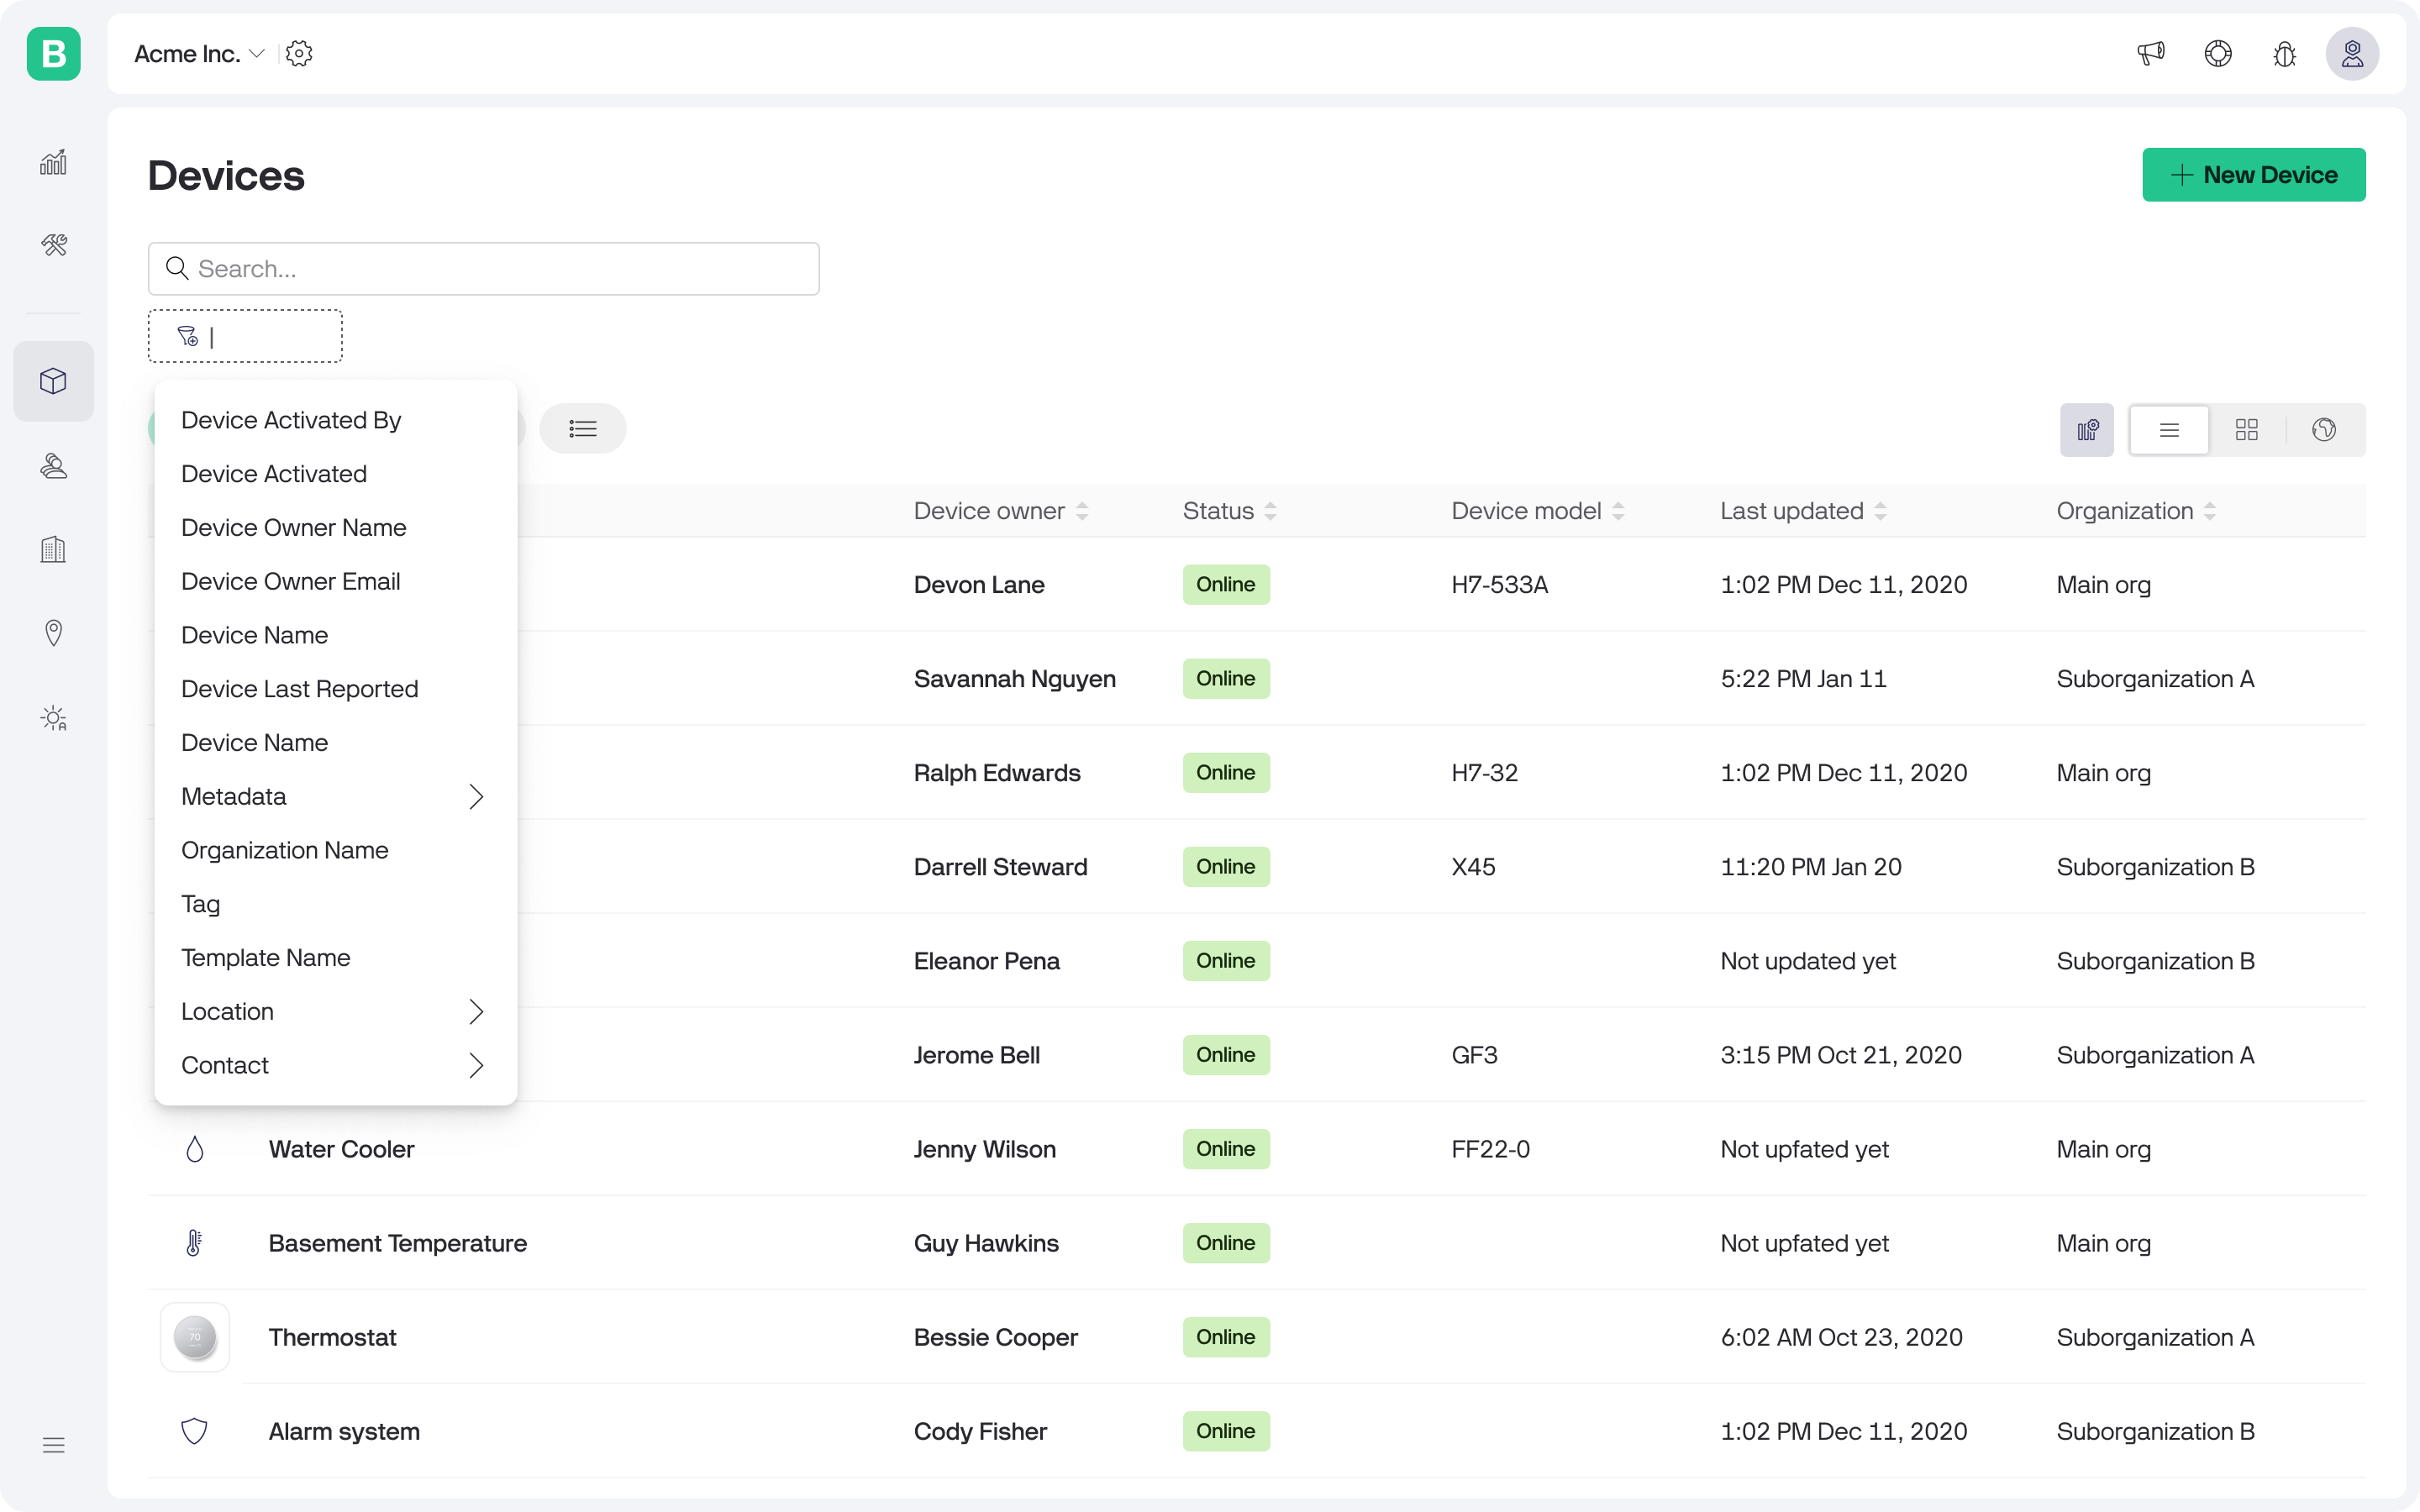 B
Acme Inc.
Devices
New Device
Search...
Device Activated By
Device Activated
Device Owner Name
Device Owner Email
Device Name
Device Last Reported
Device Name
Metadata
Organization Name
Tag
Template Name
Location
Contact
Device owner Status Device model Last updated Organization
Devon Lane Online H7-533A 1:02 PM Dec 11, 2020 Main org
Savannah Nguyen Online 5:22 PM Jan 11 Suborganization A
Ralph Edwards Online H7-32 1:02 PM Dec 11, 2020 Main org
Darrell Steward Online X45 11:20 PM Jan 20 Suborganization B
Eleanor Pena Online Not updated yet Suborganization B
Jerome Bell Online GF3 3:15 PM Oct 21, 2020 Suborganization A
Water Cooler Jenny Wilson Online FF22-0 Not upfated yet Main org
Basement Temperature Guy Hawkins Online Not upfated yet Main org
70 Thermostat Bessie Cooper Online 6:02 AM Oct 23, 2020 Suborganization A
Alarm system Cody Fisher Online 1:02 PM Dec 11, 2020 Suborganization B